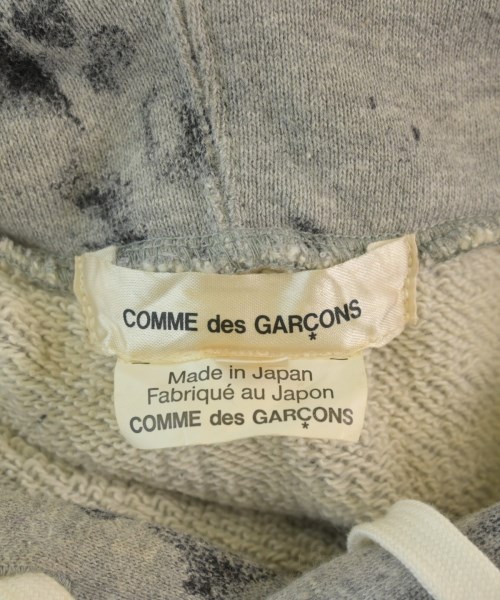 COMME des GARÇONS
Made in Japan
Fabriqué au Japon
COMME des GARÇONS